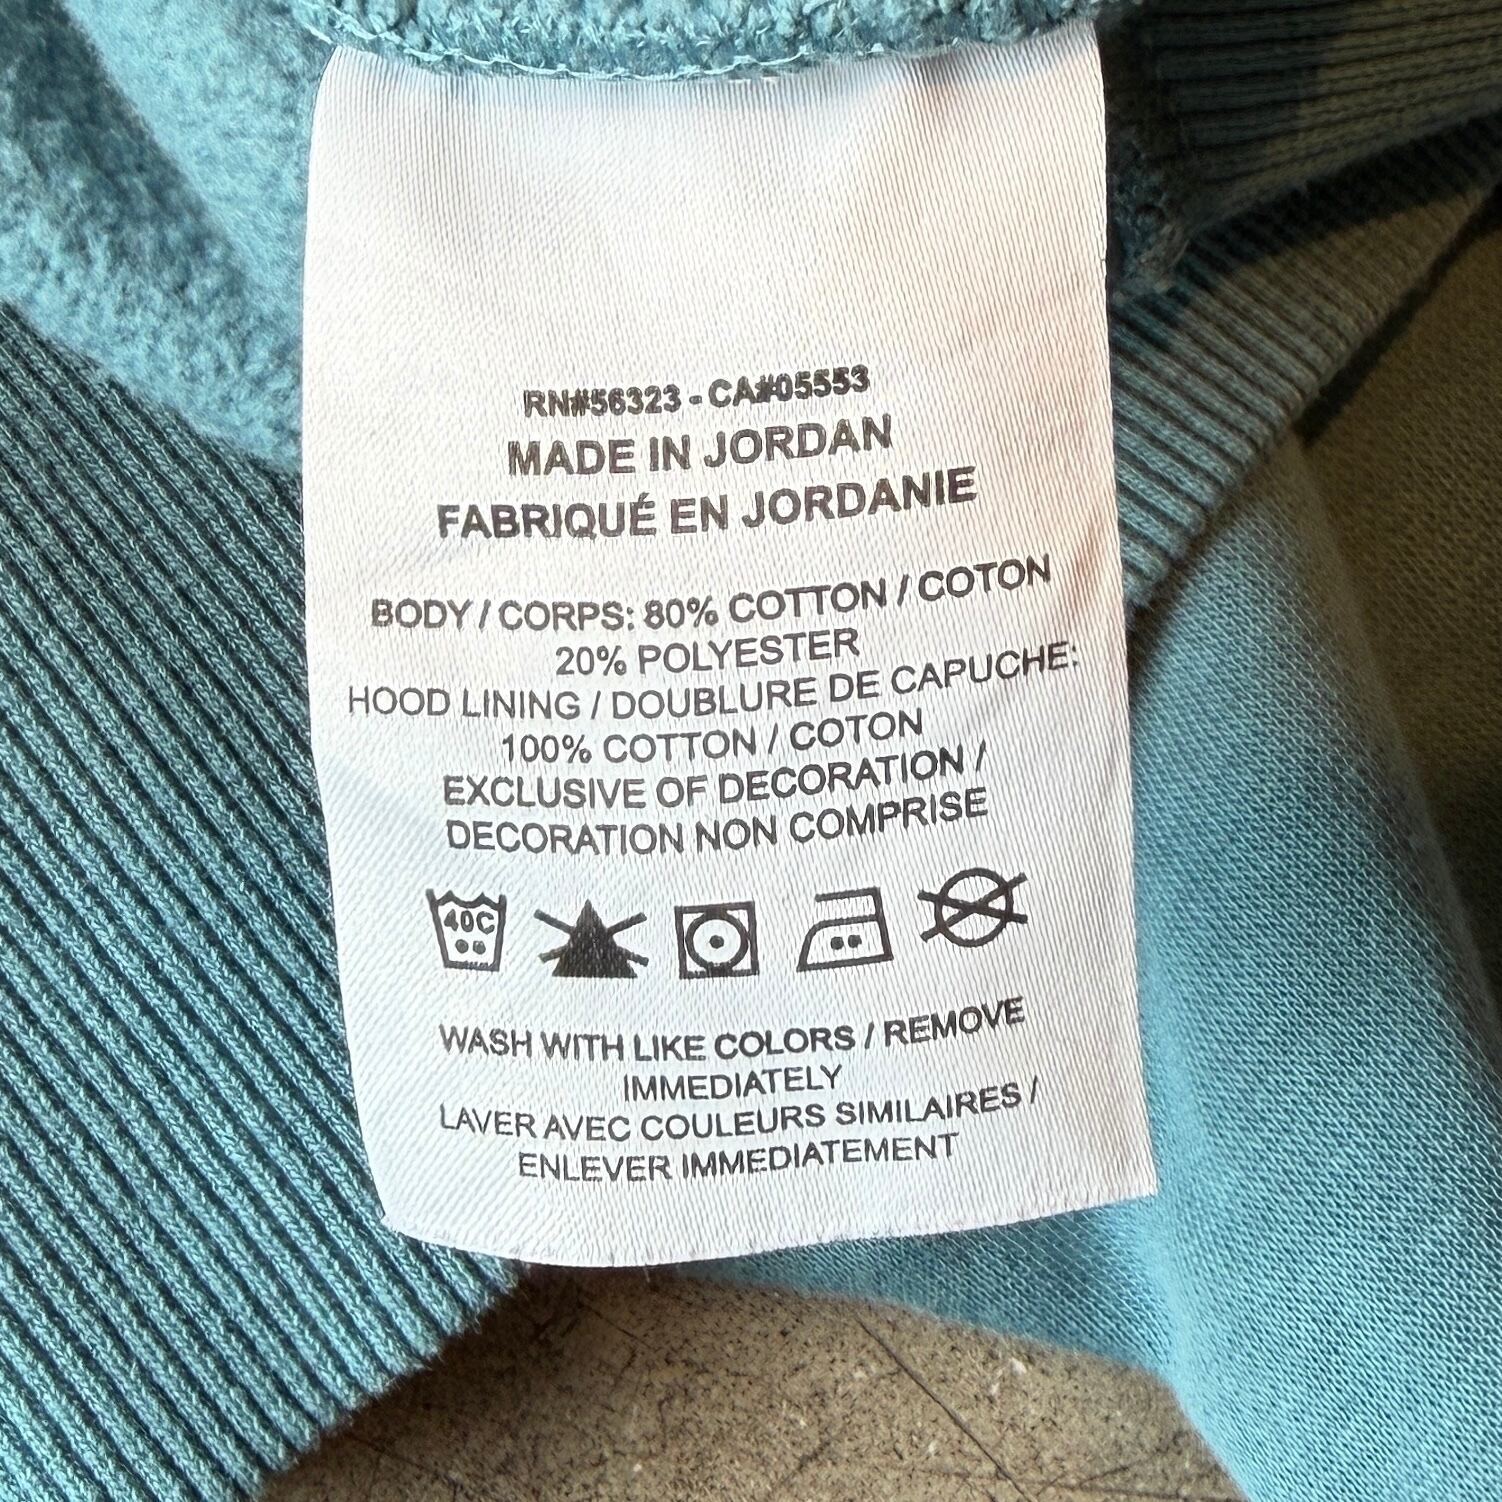 RN#56323 - CA#05553
MADE IN JORDAN
FABRIQUÉ EN JORDANIE
BODY / CORPS: 80% COTTON / COTON
20% POLYESTER
HOOD LINING / DOUBLURE DE CAPUCHE:
100% COTTON / COTON
EXCLUSIVE OF DECORATION /
DECORATION NON COMPRISE
40C
WASH WITH LIKE COLORS / REMOVE
IMMEDIATELY
LAVER AVEC COULEURS SIMILAIRES /
ENLEVER IMMEDIATEMENT